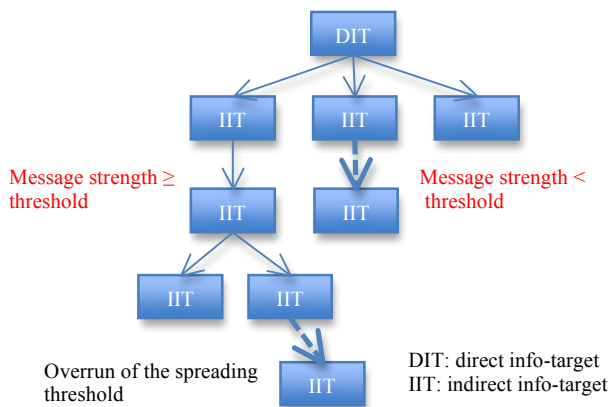 DIT
IIT IIT IIT
Message strength ≥
threshold
Message strength <
threshold
IIT IIT
IIT IIT
Overrun of the spreading
threshold
IIT
DIT: direct info-target
IIT: indirect info-target